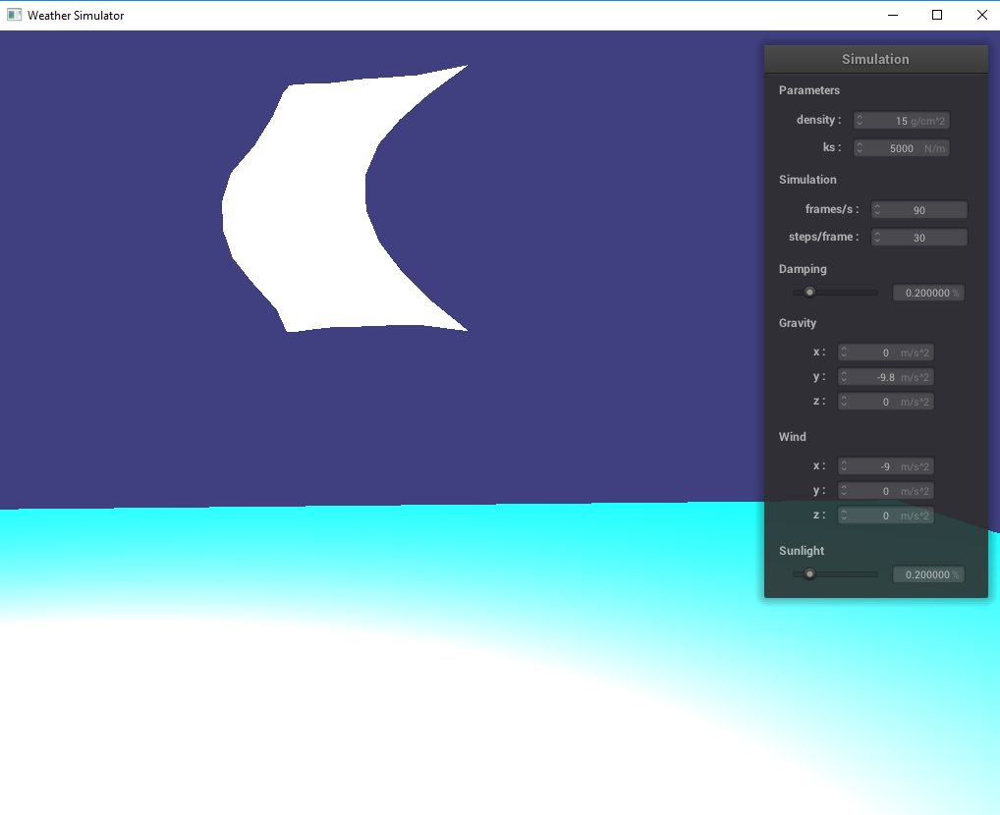 Weather Simulator
Simulation
Parameters
density : 15 g/cm^2
ks : 5000 N/m
Simulation
frames/s : 90
steps/frame : 30
Damping
0.200000 %
Gravity
x : 0 m/s^2
y : -9.8 m/s^2
z : 0 m/s^2
Wind
x : -9 m/s^2
y : 0 m/s^2
z : 0 m/s^2
Sunlight
0.200000 %